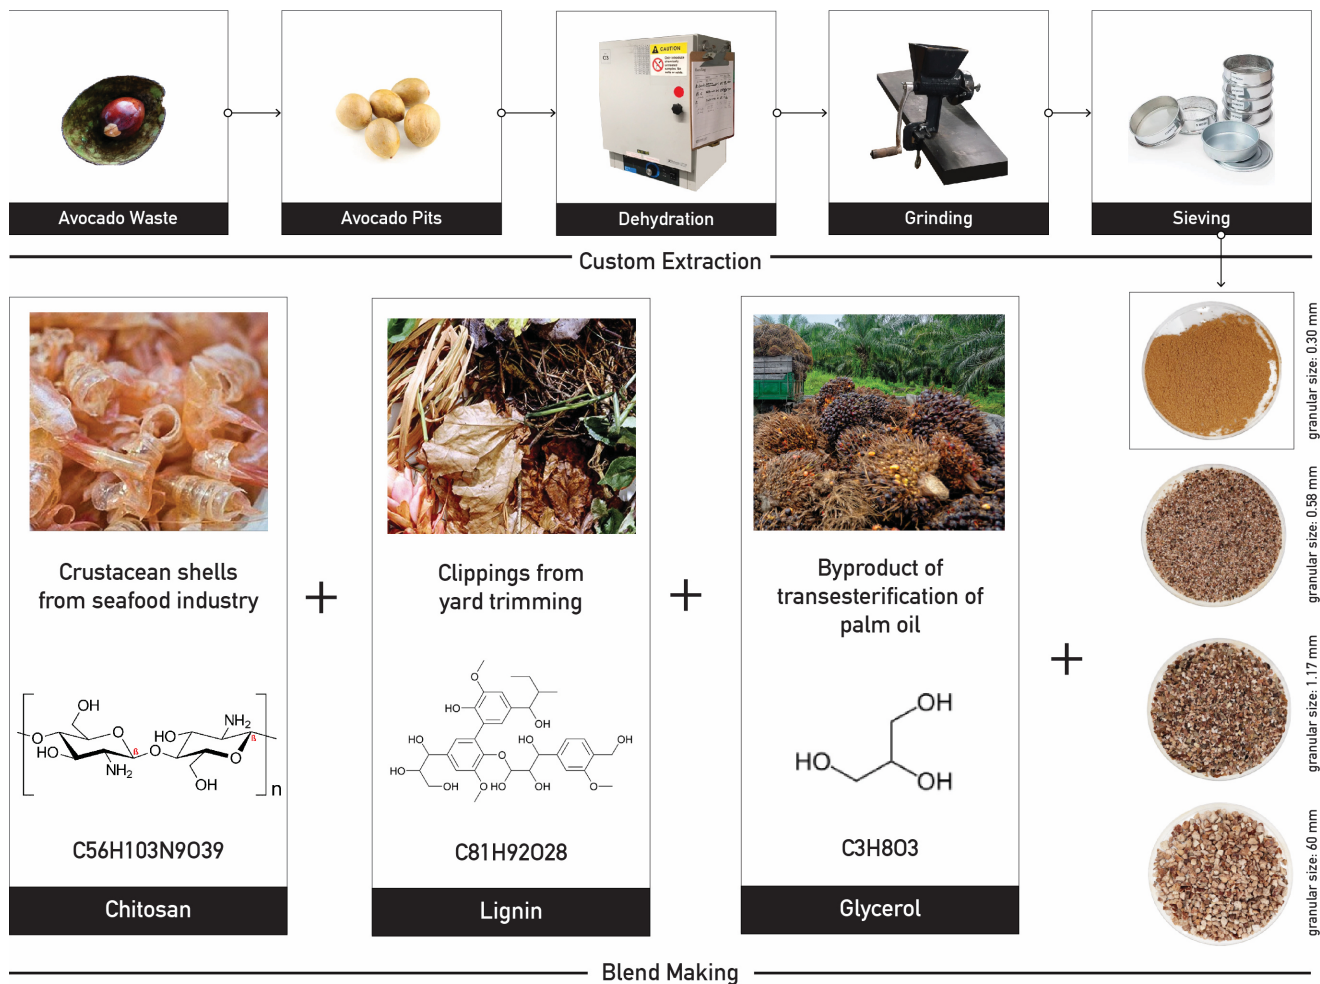 CAUTION
Avocado Waste
Avocado Pits
Dehydration
Grinding
Sieving
Custom Extraction
granular size: 0.30 mm
granular size: 0.58 mm
granular size: 1.17 mm
granular size: 60 mm
Crustacean shells
from seafood industry
+
Clippings from
yard trimming
+
Byproduct of
transesterification of
palm oil
+
OH
O
HO
NH2
β
O
HO
NH2
β
O
OH
n
O
HO
OH
HO
OH
HO
OH
O
OH
O
HO
HO
OH
OH
O
OH
HO
OH
OH
C56H103N9O39
C81H92O28
C3H8O3
Chitosan
Lignin
Glycerol
Blend Making